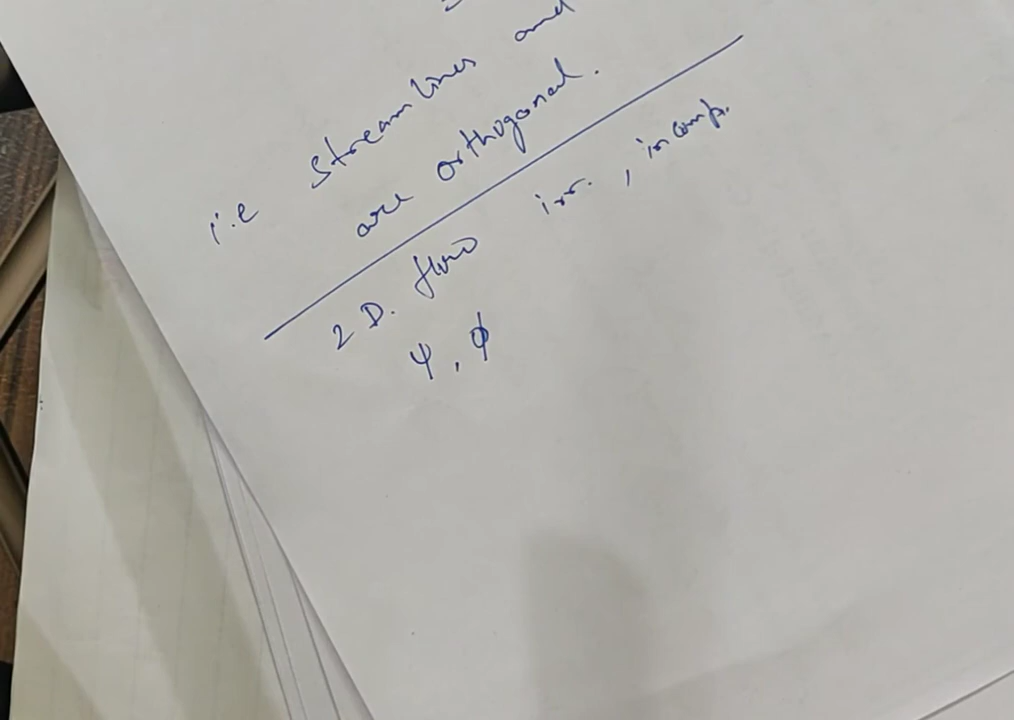 i.e streamlines and
are orthogonal.
2 D. flow irr. , incomp.
ψ , φ